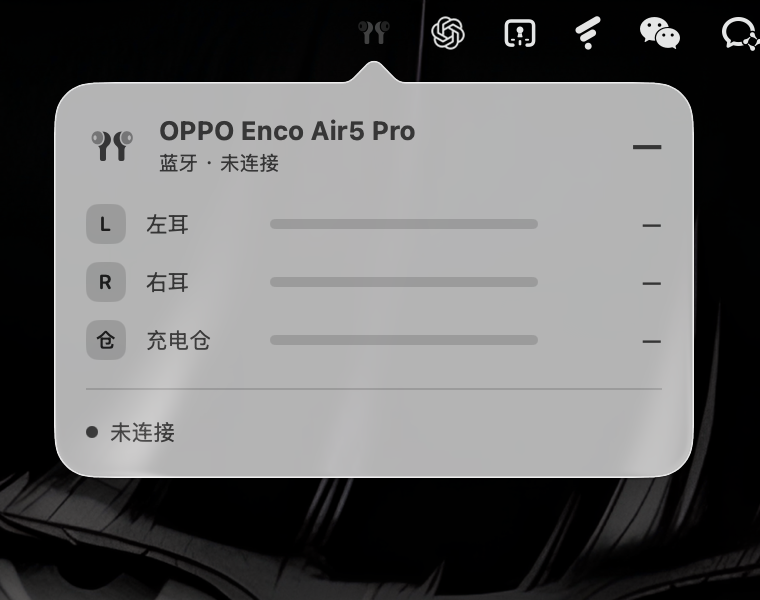 OPPO Enco Air5 Pro
蓝牙 · 未连接
—
L 左耳 —
R 右耳 —
仓 充电仓 —
未连接